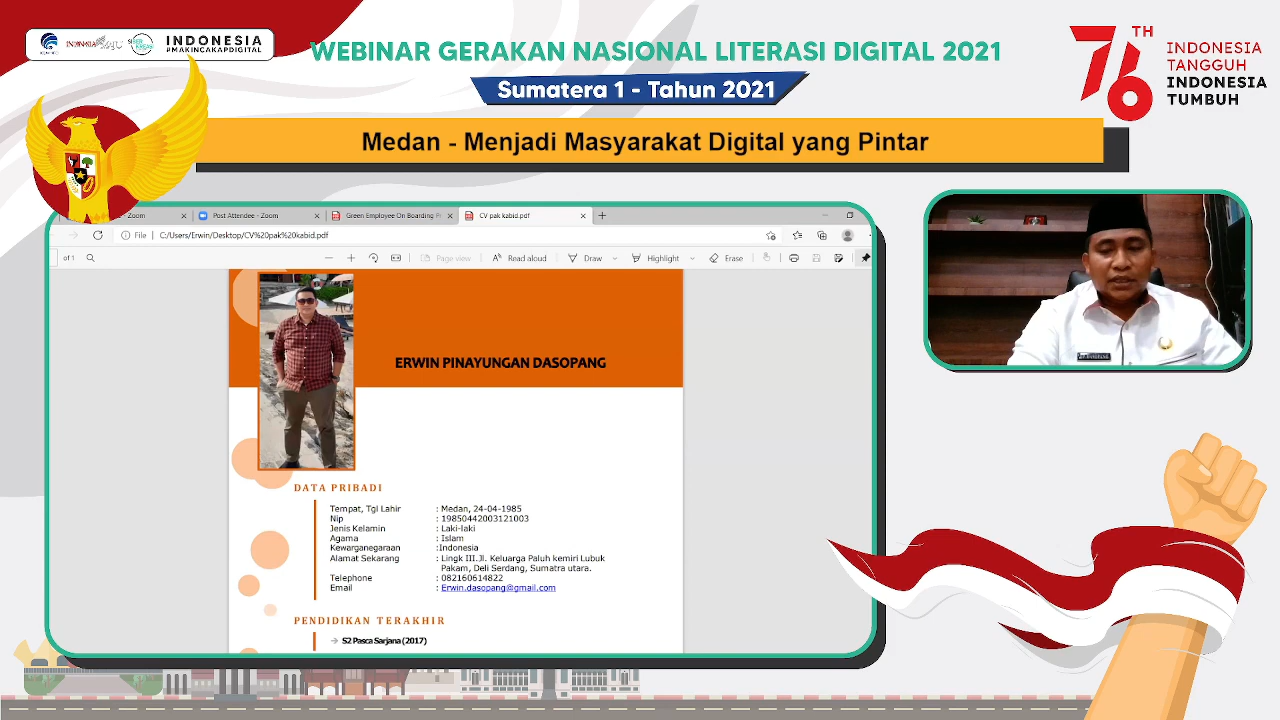 INDONESIA
#MAKINCAKAPDIGITAL
WEBINAR GERAKAN NASIONAL LITERASI DIGITAL 2021
Sumatera 1 - Tahun 2021
76 TH
INDONESIA
TANGGUH
INDONESIA
TUMBUH
Medan - Menjadi Masyarakat Digital yang Pintar
Zoom
Post Attendee - Zoom
Green Employee On Boarding
CV pak kabid.pdf
File
C:/Users/Erwin/Desktop/CV%20pak%20kabid.pdf
of 1
Page view
Read aloud
Draw
Highlight
Erase
ERWIN PINAYUNGAN DASOPANG
DATA PRIBADI
Tempat, Tgl Lahir : Medan, 24-04-1985
Nip : 19850442003121003
Jenis Kelamin : Laki-laki
Agama : Islam
Kewarganegaraan :Indonesia
Alamat Sekarang : Lingk III.Jl. Keluarga Paluh kemiri Lubuk
Pakam, Deli Serdang, Sumatra utara.
Telephone : 082160614822
Email : Erwin.dasopang@gmail.com
PENDIDIKAN TERAKHIR
S2 Pasca Sarjana (2017)